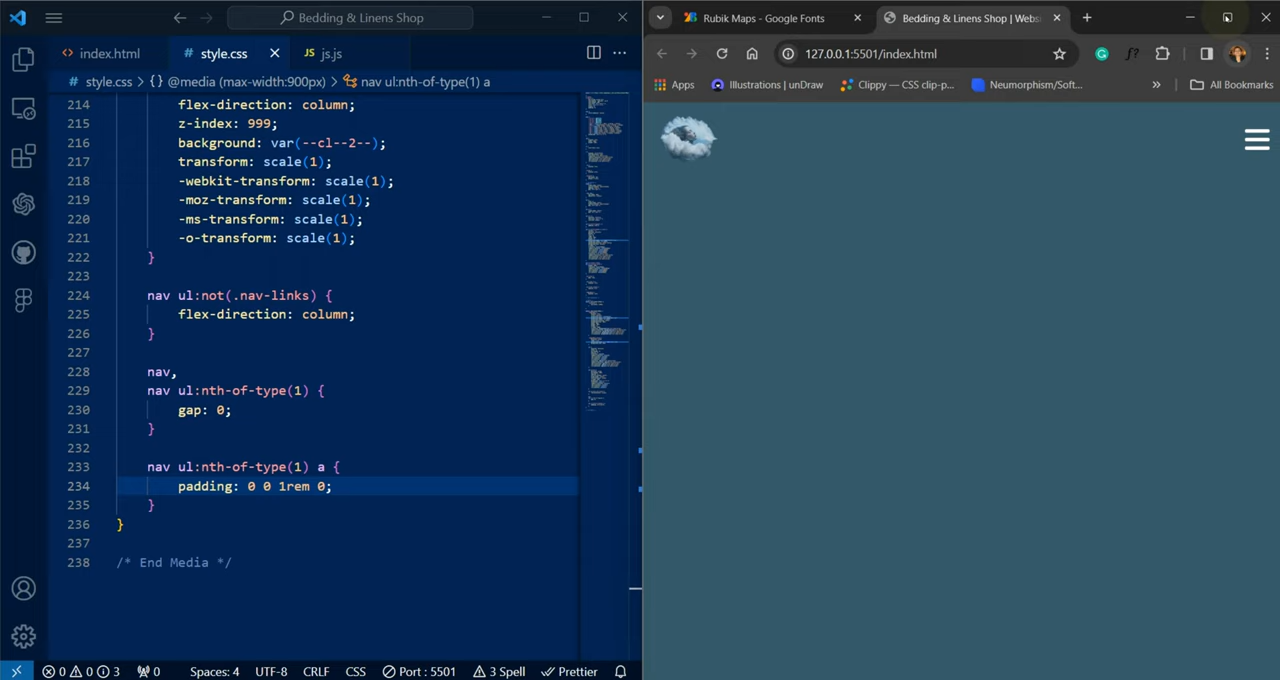 Bedding & Linens Shop
index.html
style.css
JS js.js
# style.css > {} @media (max-width:900px) > nav ul:nth-of-type(1) a
214 flex-direction: column;
215 z-index: 999;
216 background: var(--cl--2--);
217 transform: scale(1);
218 -webkit-transform: scale(1);
219 -moz-transform: scale(1);
220 -ms-transform: scale(1);
221 -o-transform: scale(1);
222 }
223
224 nav ul:not(.nav-links) {
225 flex-direction: column;
226 }
227
228 nav,
229 nav ul:nth-of-type(1) {
230 gap: 0;
231 }
232
233 nav ul:nth-of-type(1) a {
234 padding: 0 0 1rem 0;
235 }
236 }
237
238 /* End Media */
0 0 3 0 Spaces: 4 UTF-8 CRLF CSS Port : 5501 3 Spell Prettier
Rubik Maps - Google Fonts
Bedding & Linens Shop | Webs
127.0.0.1:5501/index.html
f?
Apps
Illustrations | unDraw
Clippy — CSS clip-p...
Neumorphism/Soft...
»
All Bookmarks